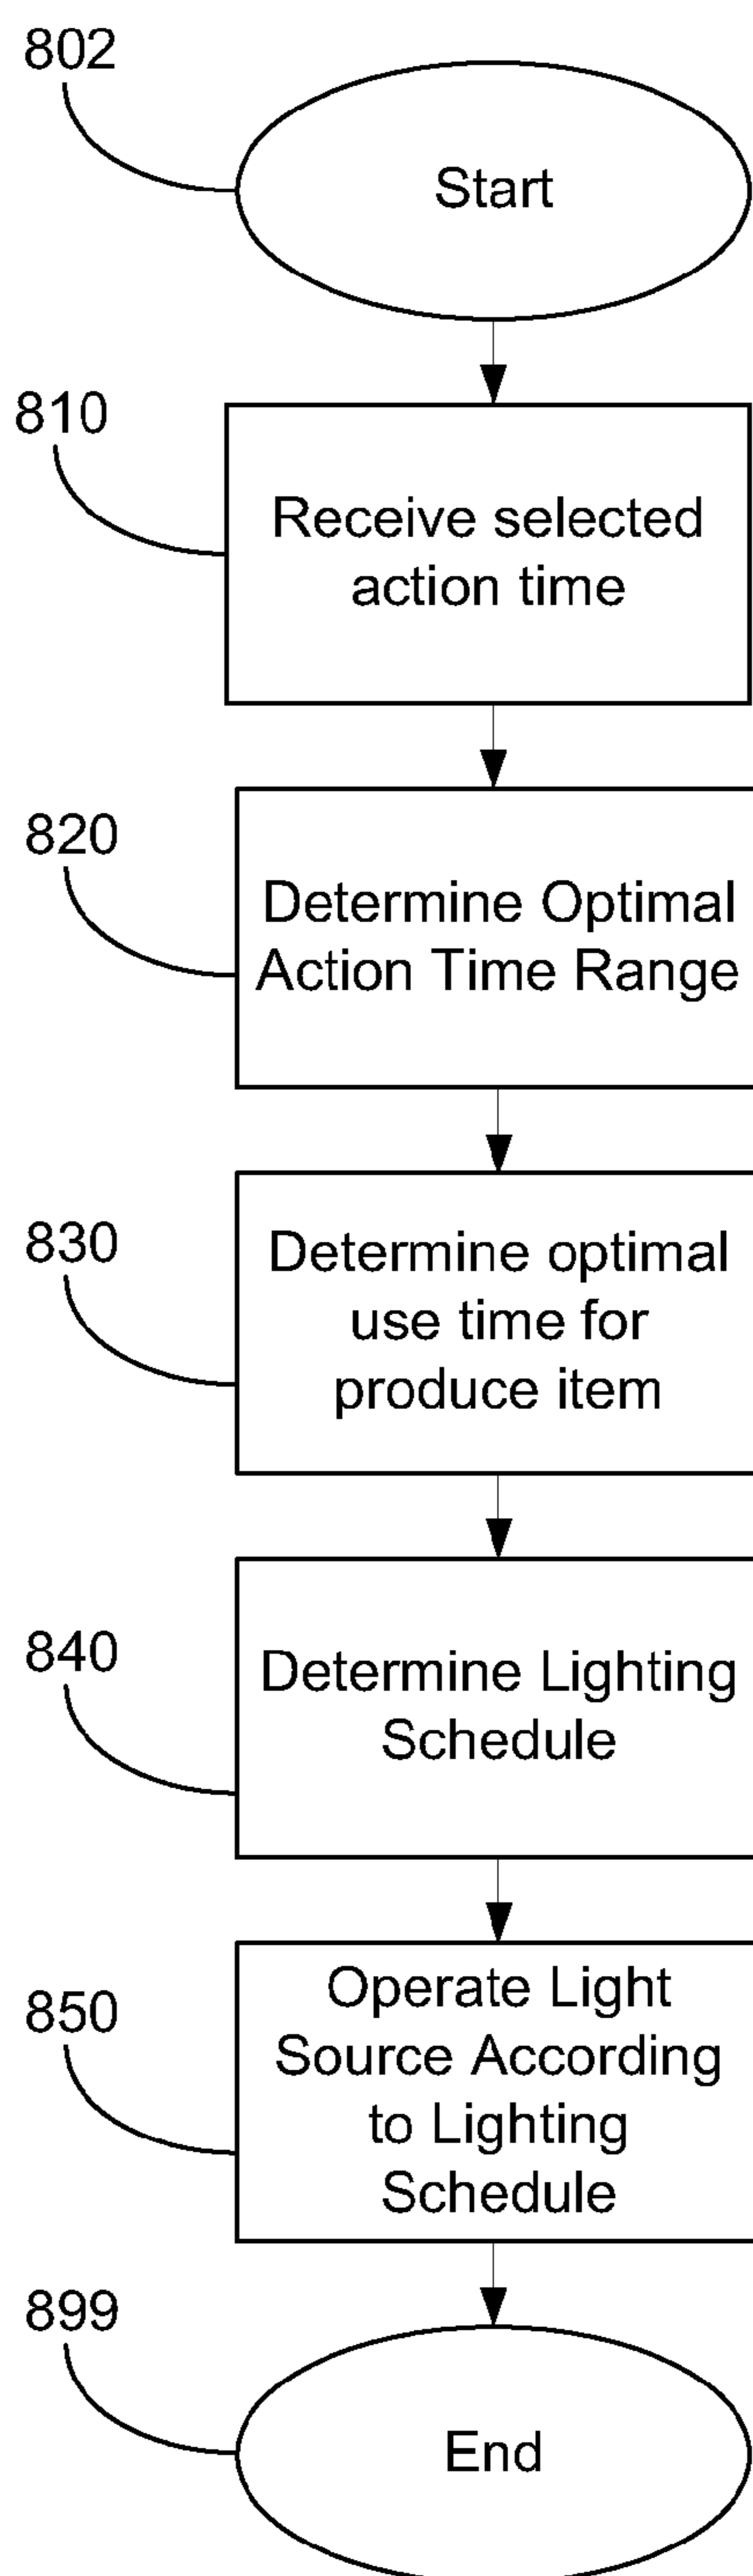 802
Start
810
Receive selected
action time
820
Determine Optimal
Action Time Range
830
Determine optimal
use time for
produce item
840
Determine Lighting
Schedule
850
Operate Light
Source According
to Lighting
Schedule
899
End